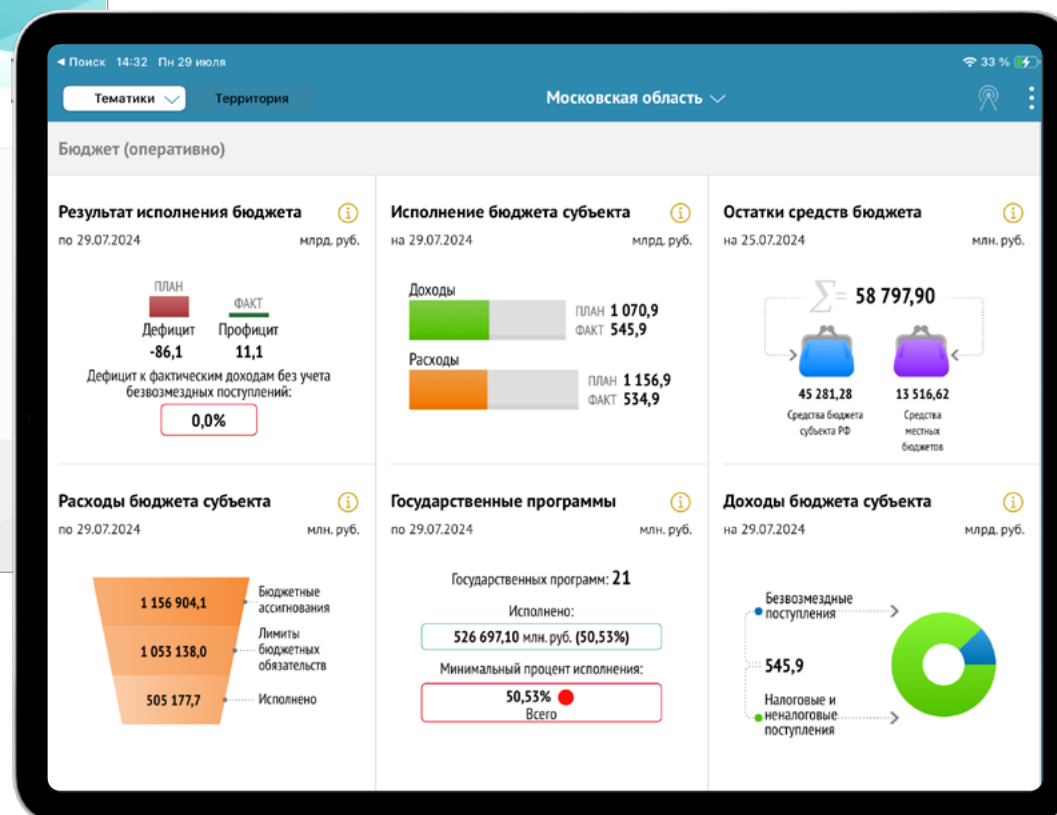 Поиск 14:32 Пн 29 июля
33 %
Тематики
Территория
Московская область
Бюджет (оперативно)
Результат исполнения бюджета
по 29.07.2024
млрд. руб.
ПЛАН
ФАКТ
Дефицит
Профицит
-86,1
11,1
Дефицит к фактическим доходам без учета
безвозмездных поступлений:
0,0%
Исполнение бюджета субъекта
на 29.07.2024
млрд. руб.
Доходы
ПЛАН 1 070,9
ФАКТ 545,9
Расходы
ПЛАН 1 156,9
ФАКТ 534,9
Остатки средств бюджета
на 25.07.2024
млн. руб.
Σ= 58 797,90
45 281,28
Средства бюджета
субъекта РФ
13 516,62
Средства
местных
бюджетов
Расходы бюджета субъекта
по 29.07.2024
млн. руб.
1 156 904,1
Бюджетные
ассигнования
1 053 138,0
Лимиты
бюджетных
обязательств
505 177,7
Исполнено
Государственные программы
по 29.07.2024
млн. руб.
Государственных программ: 21
Исполнено:
526 697,10 млн. руб. (50,53%)
Минимальный процент исполнения:
50,53%
Всего
Доходы бюджета субъекта
на 29.07.2024
млрд. руб.
Безвозмездные
поступления
545,9
Налоговые и
неналоговые
поступления